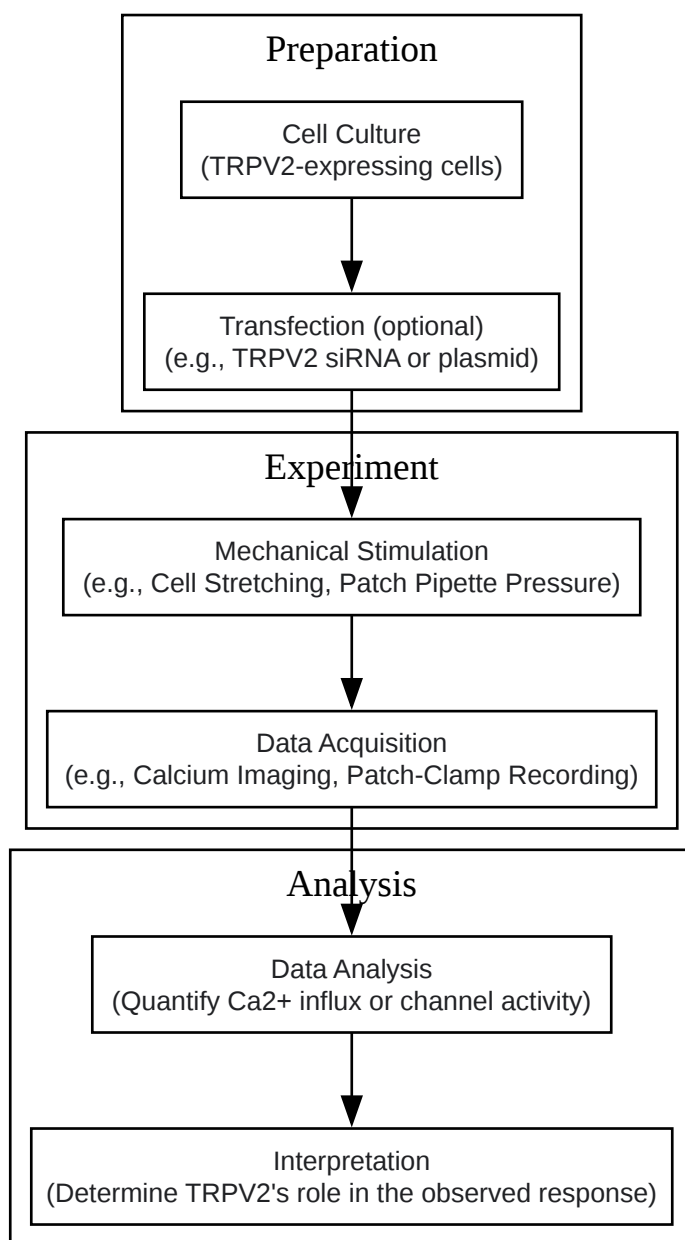 Preparation
Cell Culture
(TRPV2-expressing cells)
Transfection (optional)
(e.g., TRPV2 siRNA or plasmid)
Experiment
Mechanical Stimulation
(e.g., Cell Stretching, Patch Pipette Pressure)
Data Acquisition
(e.g., Calcium Imaging, Patch-Clamp Recording)
Analysis
Data Analysis
(Quantify Ca2+ influx or channel activity)
Interpretation
(Determine TRPV2's role in the observed response)